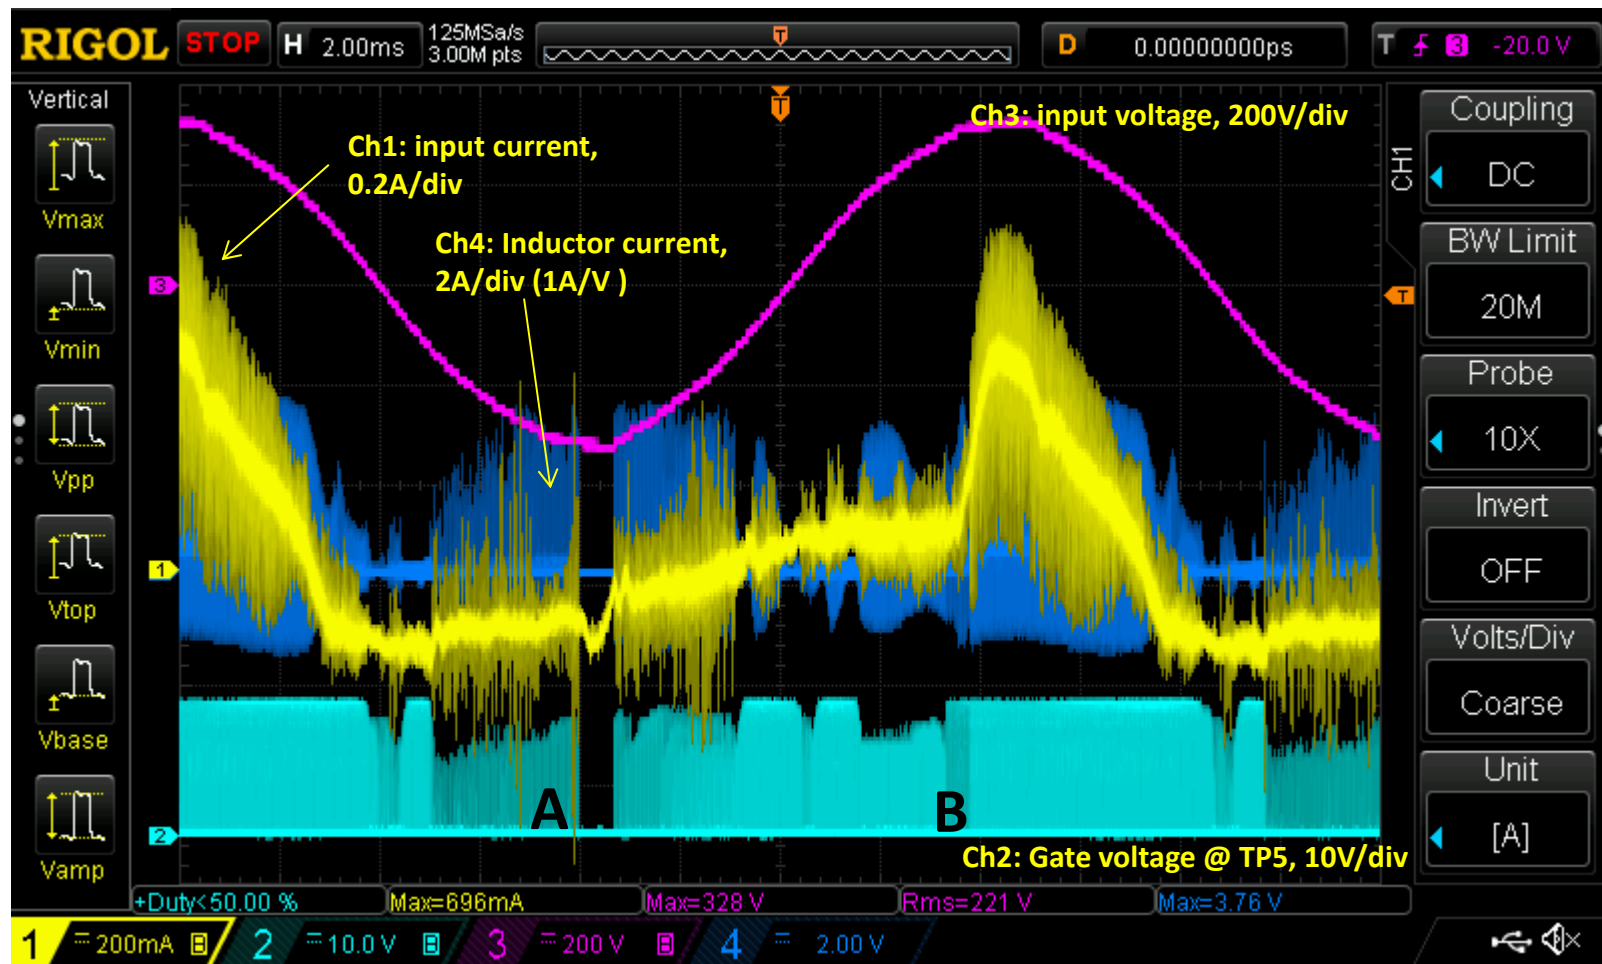 RIGOL STOP H 2.00ms 125MSa/s 3.00M pts T D 0.00000000ps T 3 -20.0 V
Vertical
Vmax
Vmin
Vpp
Vtop
Vbase
Vamp
T
Ch3: input voltage, 200V/div
Ch1: input current,
0.2A/div
Ch4: Inductor current,
2A/div (1A/V )
3
T
1
2
A
B
Ch2: Gate voltage @ TP5, 10V/div
CH1
Coupling
DC
BW Limit
20M
Probe
10X
Invert
OFF
Volts/Div
Coarse
Unit
[A]
+Duty<50.00 % Max=696mA Max=328 V Rms=221 V Max=3.76 V
1 200mA B 2 10.0 V B 3 200 V B 4 2.00 V